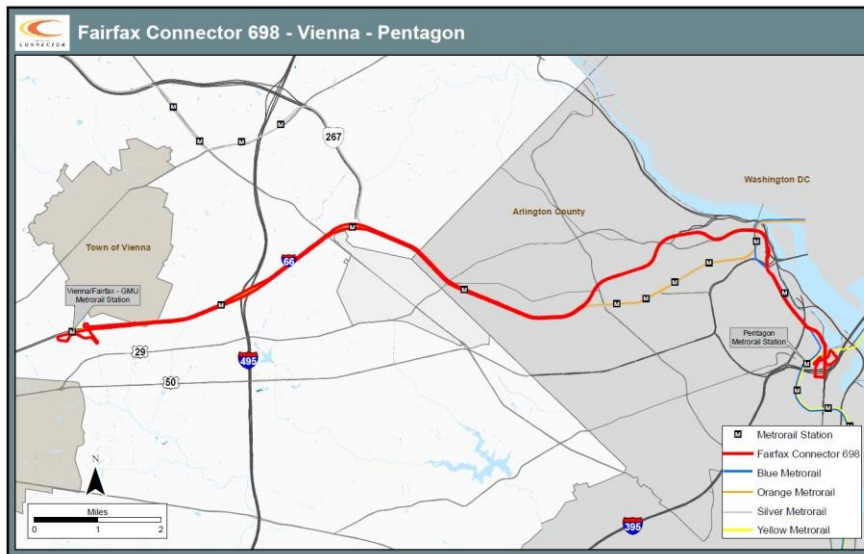 CONNECTOR
Fairfax Connector 698 - Vienna - Pentagon
267
Washington DC
Arlington County
Town of Vienna
66
Vienna/Fairfax - GMU
Metrorail Station
M
29
495
50
Pentagon
Metrorail Station
395
N
Miles
0 1 2
M Metrorail Station
Fairfax Connector 698
Blue Metrorail
Orange Metrorail
Silver Metrorail
Yellow Metrorail